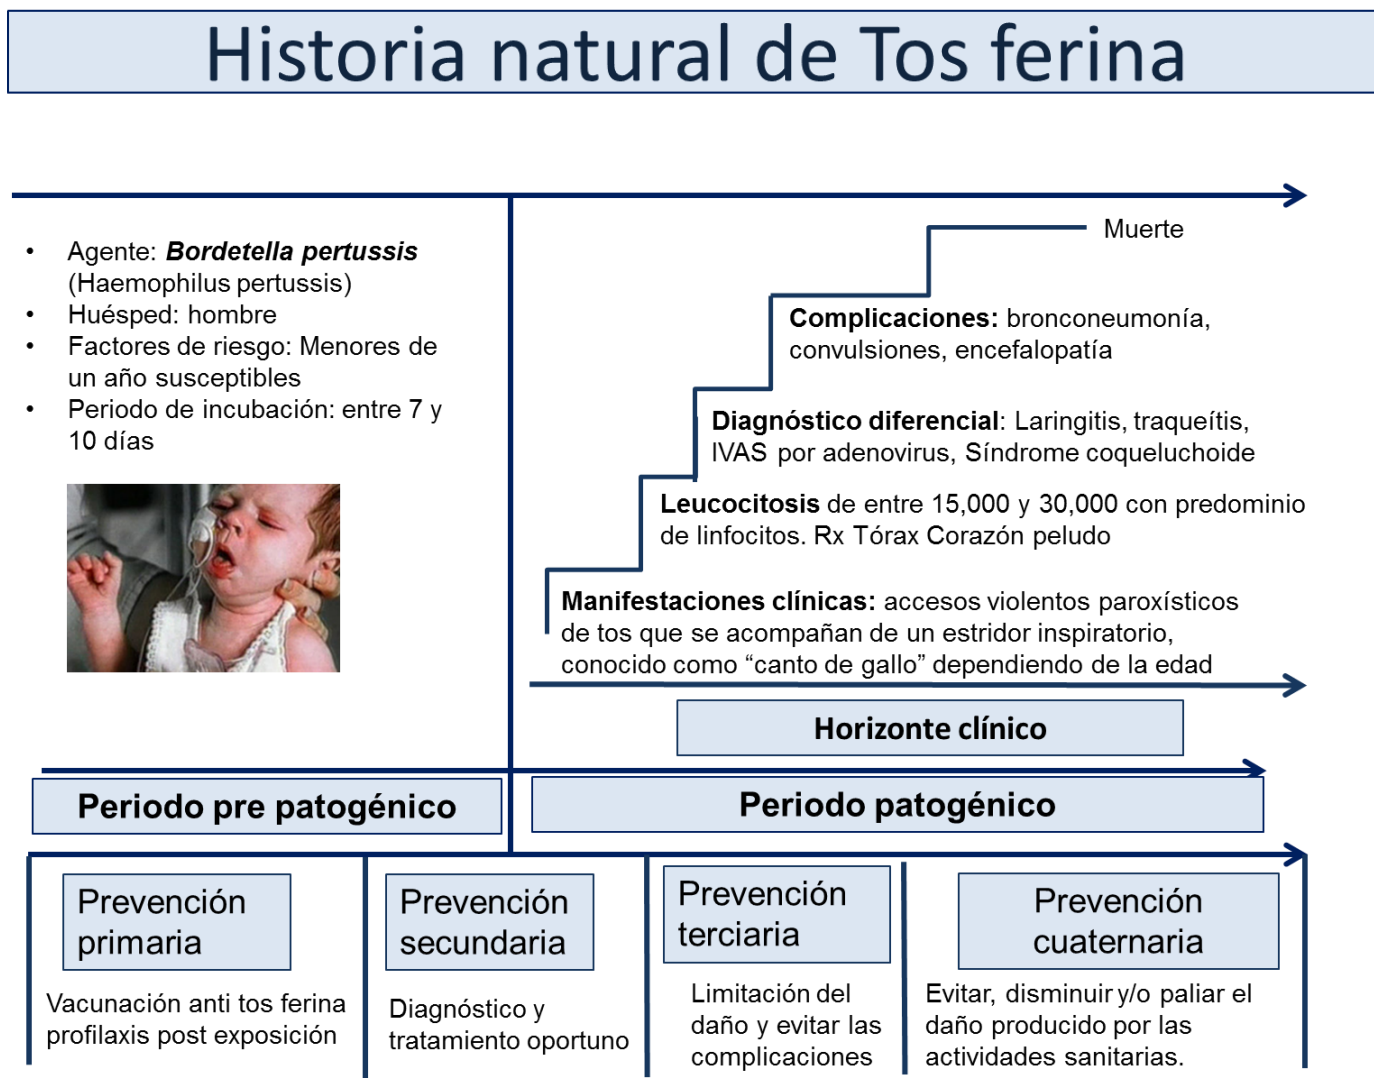 Historia natural de Tos ferina
• Agente: Bordetella pertussis
(Haemophilus pertussis)
• Huésped: hombre
• Factores de riesgo: Menores de
un año susceptibles
• Periodo de incubación: entre 7 y
10 días
Muerte
Complicaciones: bronconeumonía,
convulsiones, encefalopatía
Diagnóstico diferencial: Laringitis, traqueítis,
IVAS por adenovirus, Síndrome coqueluchoide
Leucocitosis de entre 15,000 y 30,000 con predominio
de linfocitos. Rx Tórax Corazón peludo
Manifestaciones clínicas: accesos violentos paroxísticos
de tos que se acompañan de un estridor inspiratorio,
conocido como “canto de gallo” dependiendo de la edad
Horizonte clínico
Periodo pre patogénico
Periodo patogénico
Prevención
primaria
Vacunación anti tos ferina
profilaxis post exposición
Prevención
secundaria
Diagnóstico y
tratamiento oportuno
Prevención
terciaria
Limitación del
daño y evitar las
complicaciones
Prevención
cuaternaria
Evitar, disminuir y/o paliar el
daño producido por las
actividades sanitarias.